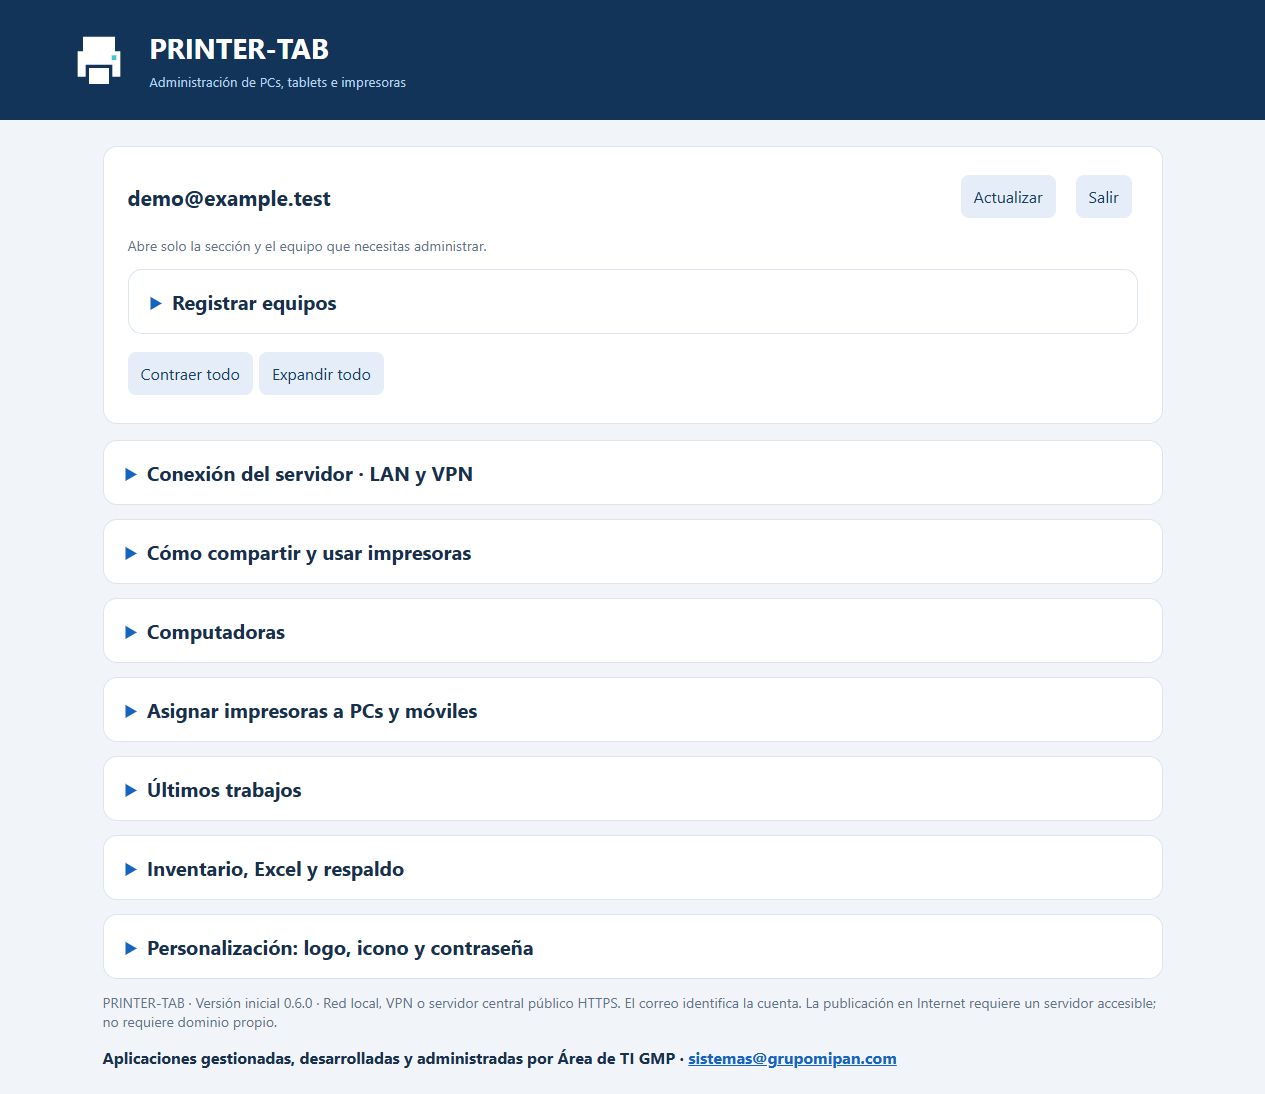 PRINTER-TAB
Administración de PCs, tablets e impresoras
demo@example.test
Actualizar
Salir
Abre solo la sección y el equipo que necesitas administrar.
Registrar equipos
Contraer todo
Expandir todo
Conexión del servidor · LAN y VPN
Cómo compartir y usar impresoras
Computadoras
Asignar impresoras a PCs y móviles
Últimos trabajos
Inventario, Excel y respaldo
Personalización: logo, icono y contraseña
PRINTER-TAB · Versión inicial 0.6.0 · Red local, VPN o servidor central público HTTPS. El correo identifica la cuenta. La publicación en Internet requiere un servidor accesible;
no requiere dominio propio.
Aplicaciones gestionadas, desarrolladas y administradas por Área de TI GMP · sistemas@grupomipan.com